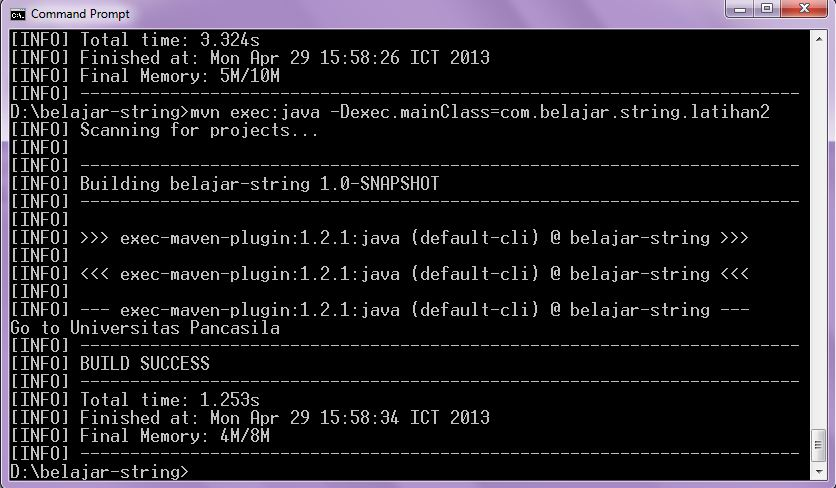 Command Prompt
[INFO] Total time: 3.324s
[INFO] Finished at: Mon Apr 29 15:58:26 ICT 2013
[INFO] Final Memory: 5M/10M
[INFO] ------------------------------------------------------------------------
D:\belajar-string>mvn exec:java -Dexec.mainClass=com.belajar.string.latihan2
[INFO] Scanning for projects...
[INFO]
[INFO] ------------------------------------------------------------------------
[INFO] Building belajar-string 1.0-SNAPSHOT
[INFO] ------------------------------------------------------------------------
[INFO]
[INFO] >>> exec-maven-plugin:1.2.1:java (default-cli) @ belajar-string >>>
[INFO]
[INFO] <<< exec-maven-plugin:1.2.1:java (default-cli) @ belajar-string <<<
[INFO]
[INFO] --- exec-maven-plugin:1.2.1:java (default-cli) @ belajar-string ---
Go to Universitas Pancasila
[INFO] ------------------------------------------------------------------------
[INFO] BUILD SUCCESS
[INFO] ------------------------------------------------------------------------
[INFO] Total time: 1.253s
[INFO] Finished at: Mon Apr 29 15:58:34 ICT 2013
[INFO] Final Memory: 4M/8M
[INFO] ------------------------------------------------------------------------
D:\belajar-string>